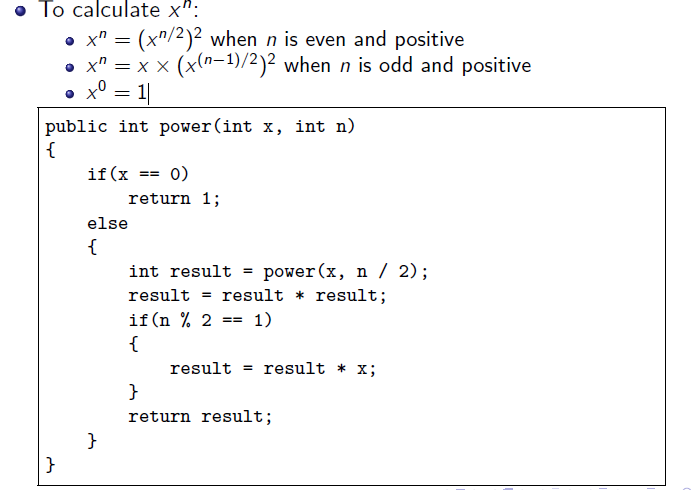 To calculate xⁿ:
xⁿ = (x^{n/2})² when n is even and positive
xⁿ = x × (x^{(n−1)/2})² when n is odd and positive
x⁰ = 1
public int power(int x, int n)
{
    if(x == 0)
        return 1;
    else
    {
        int result = power(x, n / 2);
        result = result * result;
        if(n % 2 == 1)
        {
            result = result * x;
        }
        return result;
    }
}